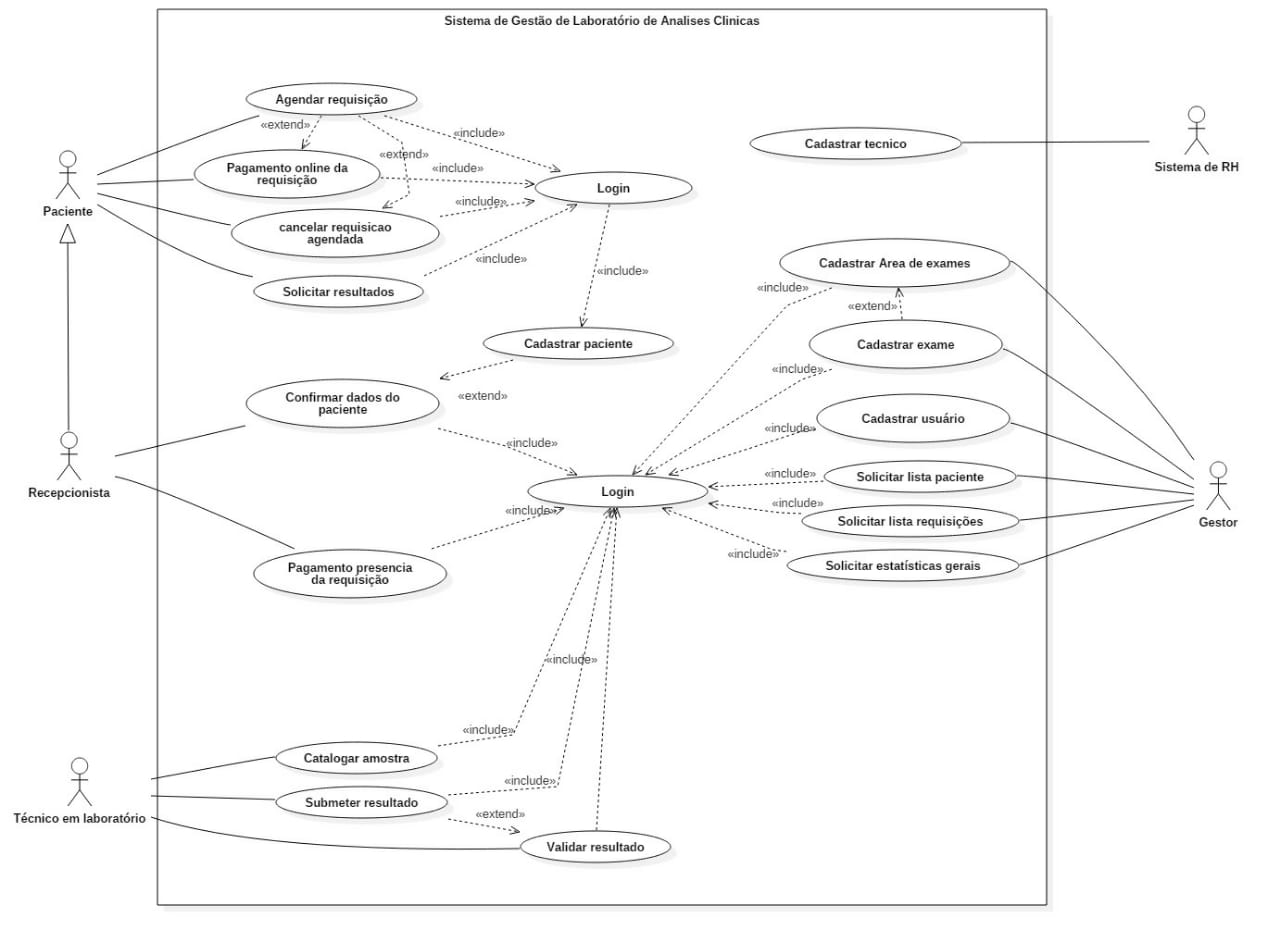 Sistema de Gestão de Laboratório de Analises Clinicas
Agendar requisição
«extend»
«include»
Cadastrar tecnico
Sistema de RH
«extend»
Pagamento online da
requisição
«include»
Login
Paciente
«include»
cancelar requisicao
agendada
«include»
«include»
Solicitar resultados
Cadastrar Area de exames
«include»
«extend»
Cadastrar paciente
Cadastrar exame
«include»
«extend»
Confirmar dados do
paciente
Cadastrar usuário
«include»
«include»
Recepcionista
Login
«include»
Solicitar lista paciente
«include»
«include»
Solicitar lista requisições
Gestor
«include»
Solicitar estatísticas gerais
Pagamento presencia
da requisição
«include»
«include»
Catalogar amostra
«include»
Submeter resultado
«extend»
Técnico em laboratório
Validar resultado